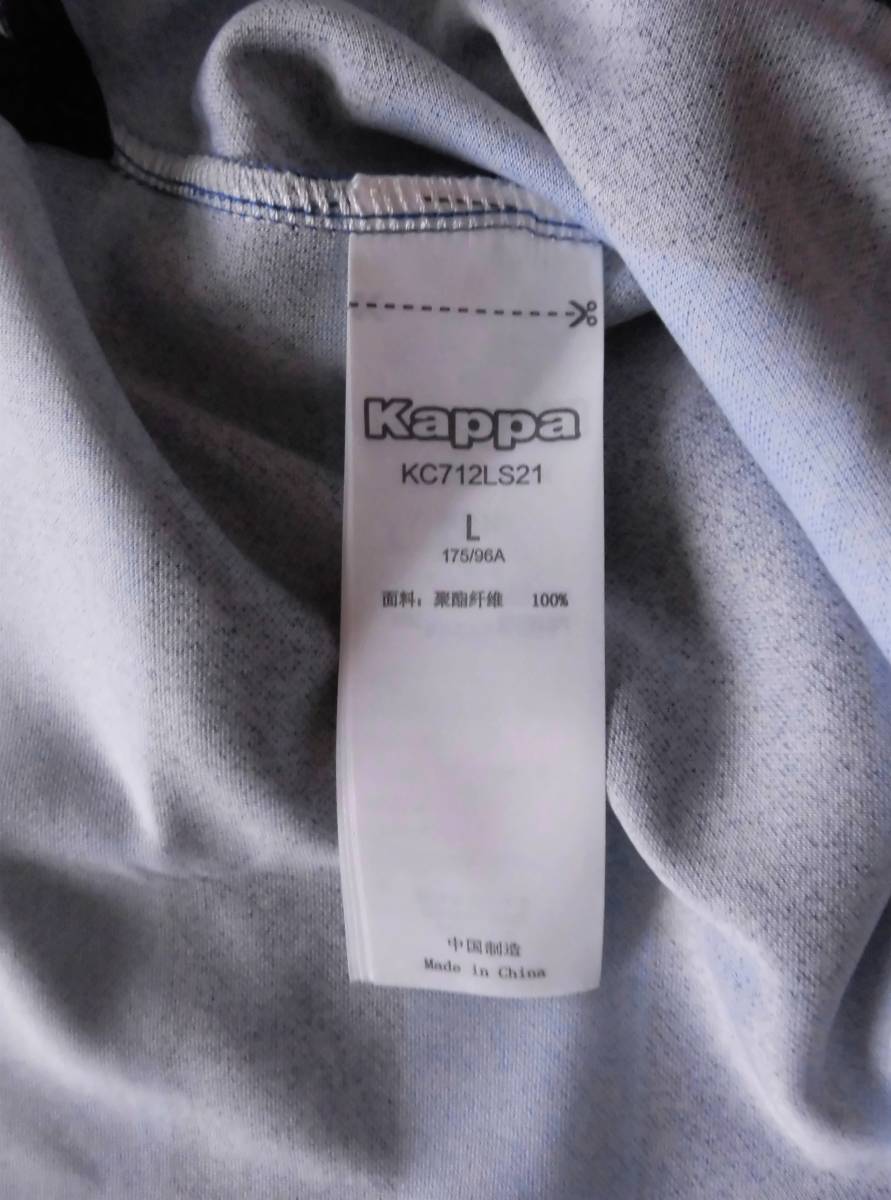 Kappa
KC712LS21
L
175/96A
面料：聚酯纤维 100%
中国制造
Made in China